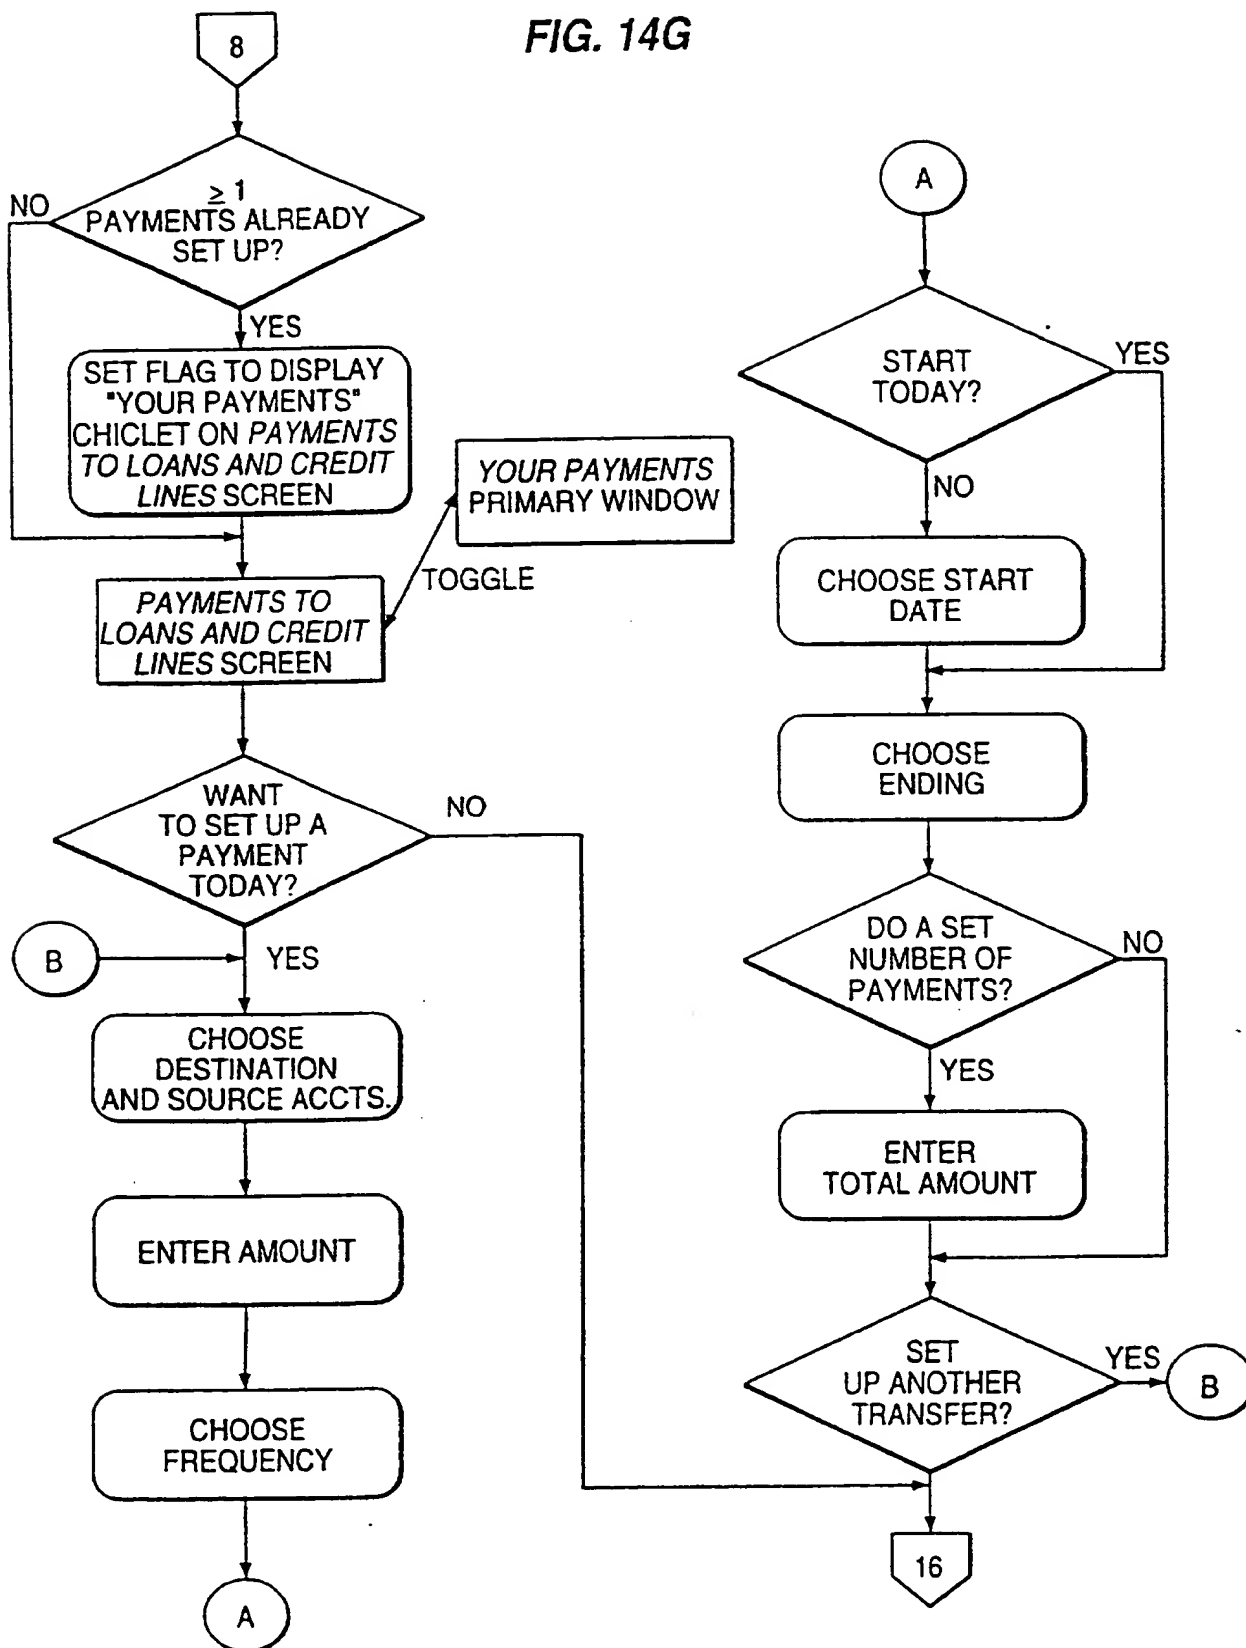 FIG. 14G
8
≥ 1
PAYMENTS ALREADY
SET UP?
NO
YES
SET FLAG TO DISPLAY
"YOUR PAYMENTS"
CHICLET ON PAYMENTS
TO LOANS AND CREDIT
LINES SCREEN
YOUR PAYMENTS
PRIMARY WINDOW
TOGGLE
PAYMENTS TO
LOANS AND CREDIT
LINES SCREEN
WANT
TO SET UP A
PAYMENT
TODAY?
NO
YES
B
CHOOSE
DESTINATION
AND SOURCE ACCTS.
ENTER AMOUNT
CHOOSE
FREQUENCY
A
A
START
TODAY?
YES
NO
CHOOSE START
DATE
CHOOSE
ENDING
DO A SET
NUMBER OF
PAYMENTS?
NO
YES
ENTER
TOTAL AMOUNT
SET
UP ANOTHER
TRANSFER?
YES
B
16